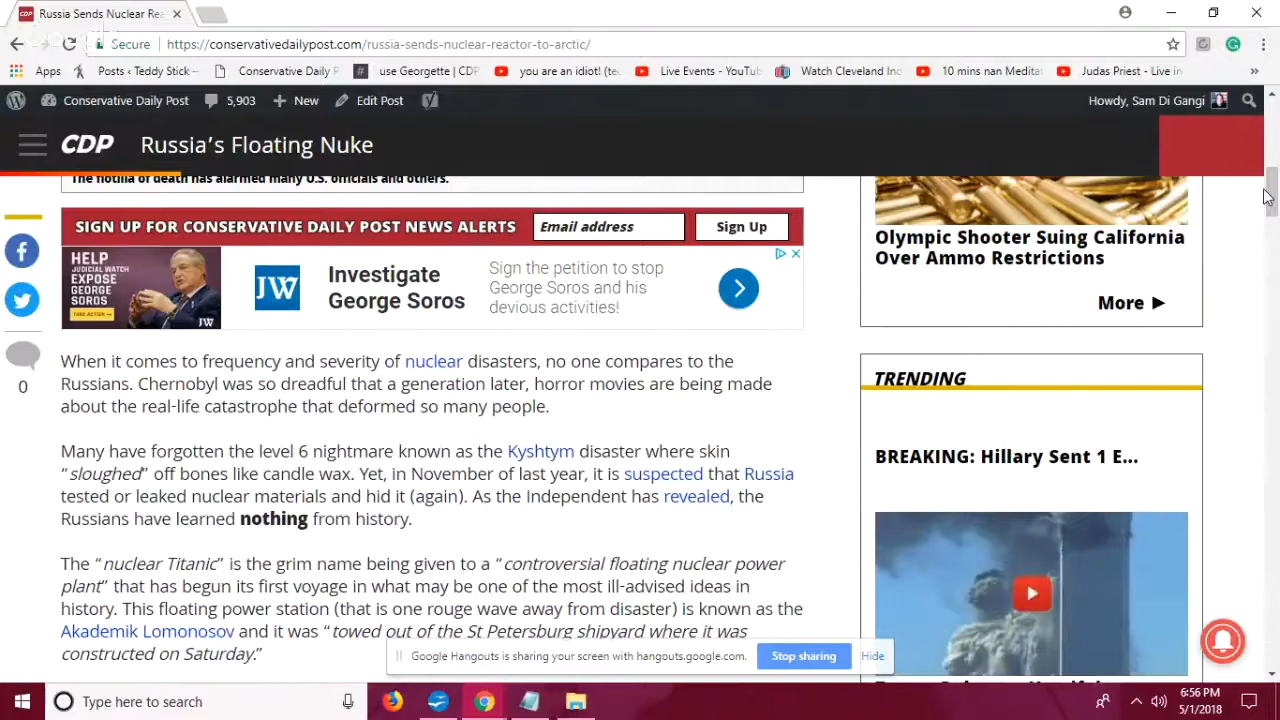 CDP Russia Sends Nuclear Rea
Secure https://conservativedailypost.com/russia-sends-nuclear-reactor-to-arctic/
Apps Posts ‹ Teddy Stick — Conservative Daily P use Georgette | CDP you are an idiot! (tec Live Events - YouTub Watch Cleveland Inc 10 mins nan Meditat Judas Priest - Live in »
Conservative Daily Post 5,903 New Edit Post Howdy, Sam Di Gangi
CDP Russia's Floating Nuke
The flotilla of death has alarmed many U.S. officials and others.
SIGN UP FOR CONSERVATIVE DAILY POST NEWS ALERTS Email address Sign Up
HELP
JUDICIAL WATCH
EXPOSE
GEORGE
SOROS
TAKE ACTION
JW
JW
Investigate
George Soros
Sign the petition to stop
George Soros and his
devious activities!
When it comes to frequency and severity of nuclear disasters, no one compares to the
Russians. Chernobyl was so dreadful that a generation later, horror movies are being made
about the real-life catastrophe that deformed so many people.
0
Many have forgotten the level 6 nightmare known as the Kyshtym disaster where skin
“sloughed” off bones like candle wax. Yet, in November of last year, it is suspected that Russia
tested or leaked nuclear materials and hid it (again). As the Independent has revealed, the
Russians have learned nothing from history.
The “nuclear Titanic” is the grim name being given to a “controversial floating nuclear power
plant” that has begun its first voyage in what may be one of the most ill-advised ideas in
history. This floating power station (that is one rouge wave away from disaster) is known as the
Akademik Lomonosov and it was “towed out of the St Petersburg shipyard where it was
constructed on Saturday.”
Olympic Shooter Suing California
Over Ammo Restrictions
More ►
TRENDING
BREAKING: Hillary Sent 1 E...
Google Hangouts is sharing your screen with hangouts.google.com. Stop sharing Hide
Type here to search
6:56 PM
5/1/2018